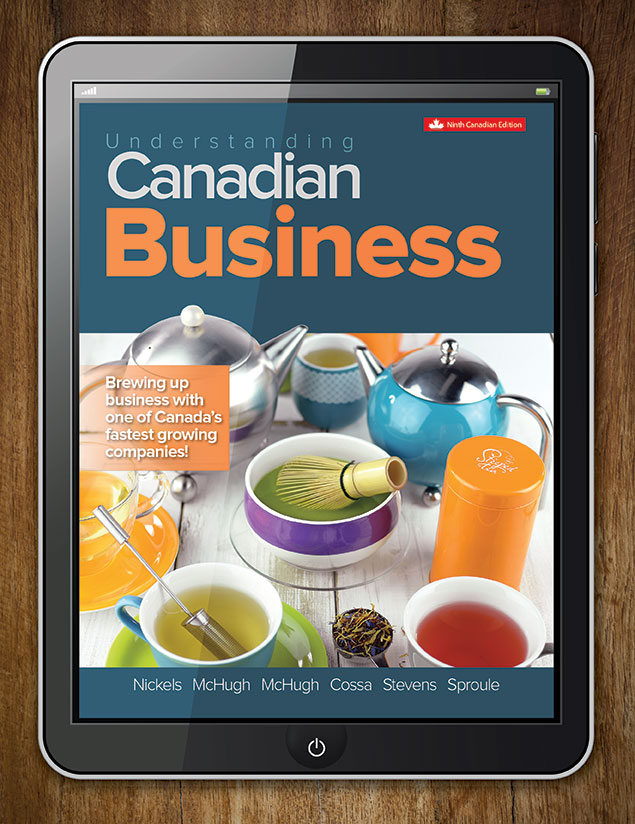 Ninth Canadian Edition
Understanding
Canadian
Business
Brewing up
business with
one of Canada's
fastest growing
companies!
Nickels McHugh McHugh Cossa Stevens Sproule